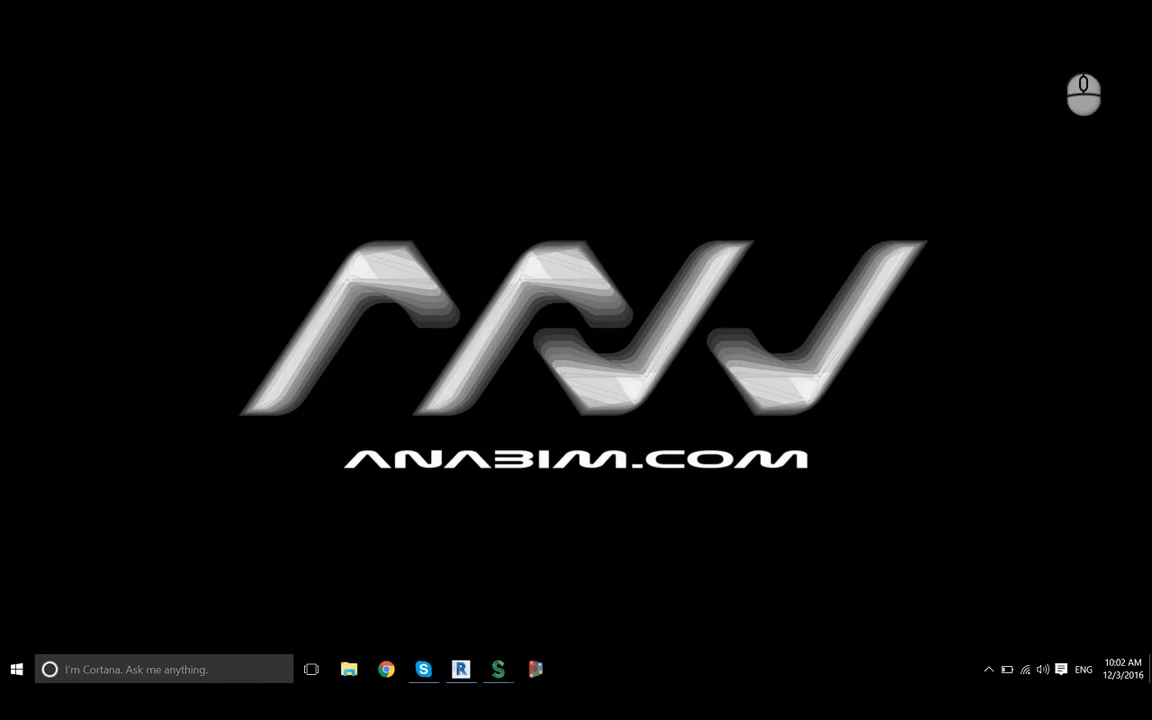 ANABIM.COM
I'm Cortana. Ask me anything.
R
S
ENG
10:02 AM
12/3/2016